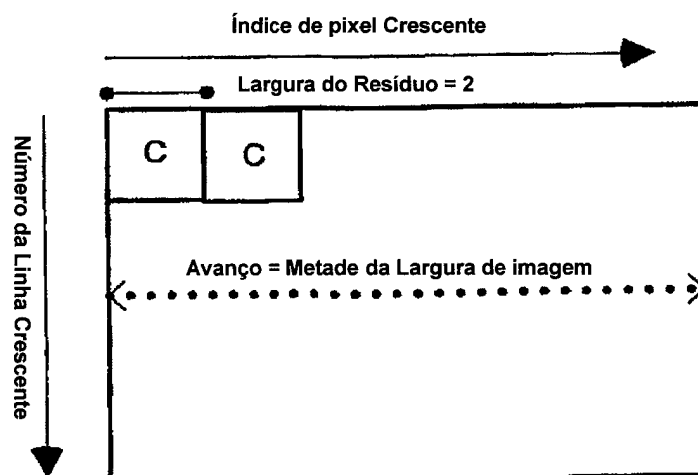 Índice de pixel Crescente
Largura do Resíduo = 2
Número da Linha Crescente
C C
Avanço = Metade da Largura de imagem